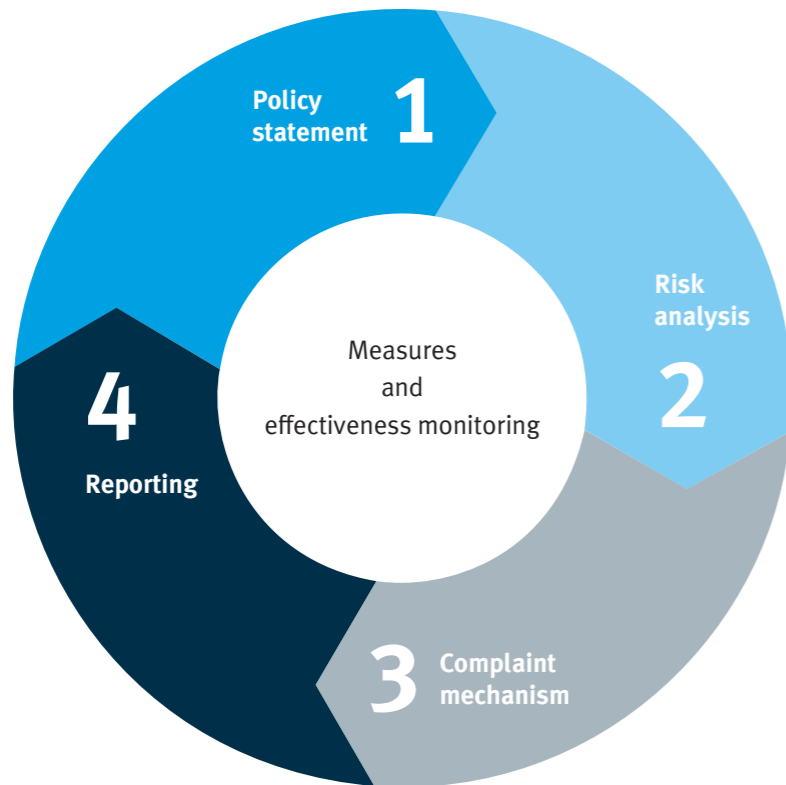 Policy
statement
1
Risk
analysis
2
Measures
and
effectiveness monitoring
4
Reporting
3
Complaint
mechanism